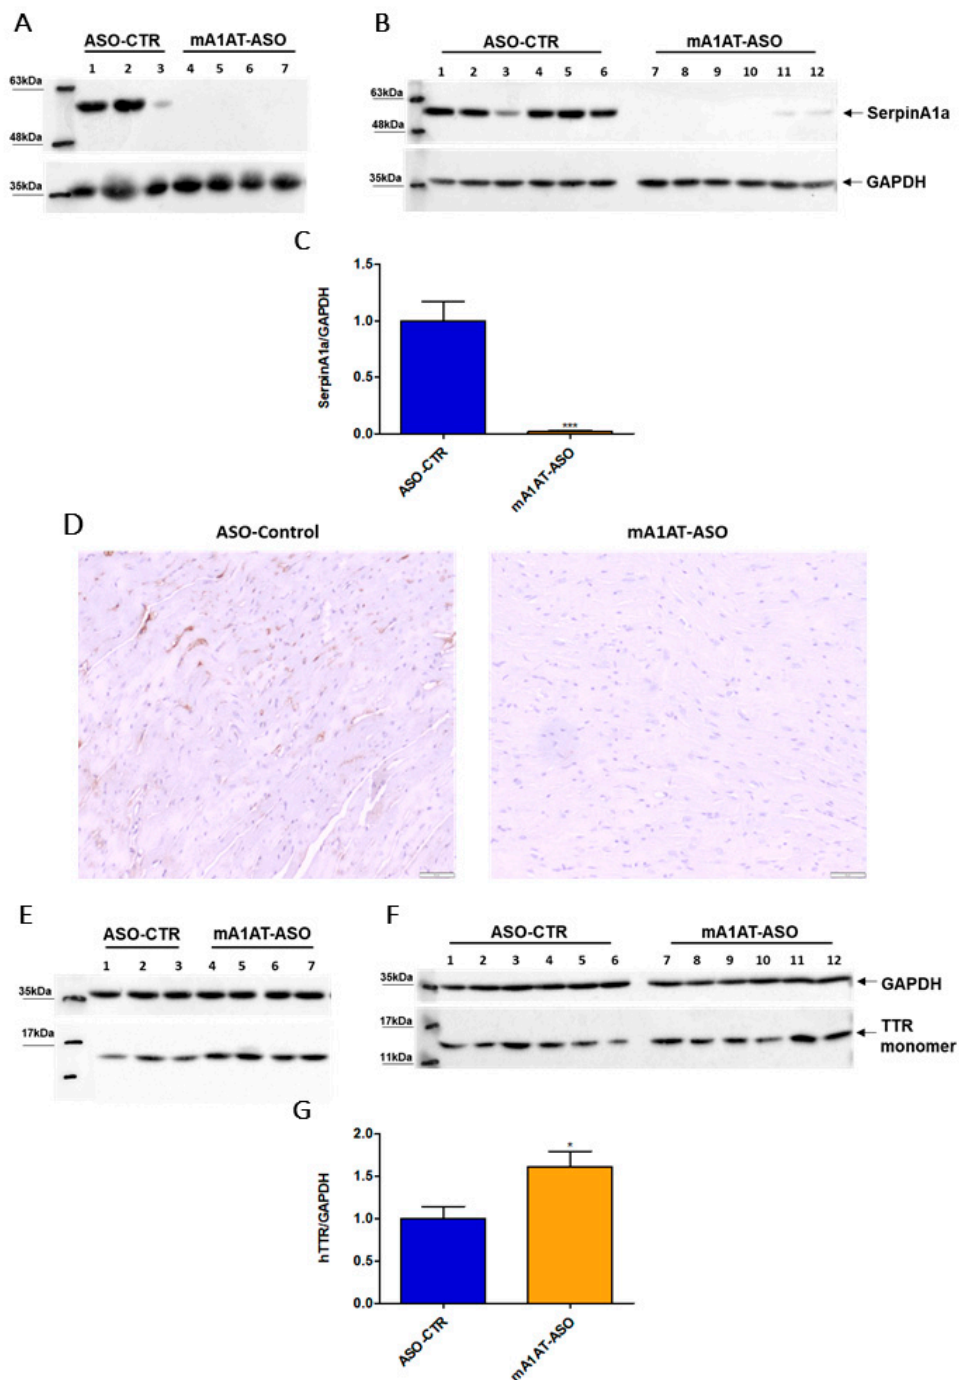 A
ASO-CTR mA1AT-ASO
1 2 3 4 5 6 7
63kDa
48kDa
35kDa
B
ASO-CTR mA1AT-ASO
1 2 3 4 5 6 7 8 9 10 11 12
63kDa
SerpinA1a
48kDa
35kDa
GAPDH
C
1.5
1.0
0.5
0.0
SerpinA1a/GAPDH
***
ASO-CTR
mA1AT-ASO
D
ASO-Control mA1AT-ASO
E
ASO-CTR mA1AT-ASO
1 2 3 4 5 6 7
35kDa
17kDa
F
ASO-CTR mA1AT-ASO
1 2 3 4 5 6 7 8 9 10 11 12
35kDa
GAPDH
17kDa
TTR
monomer
11kDa
G
2.0
1.5
1.0
0.5
0.0
hTTR/GAPDH
*
ASO-CTR
mA1AT-ASO